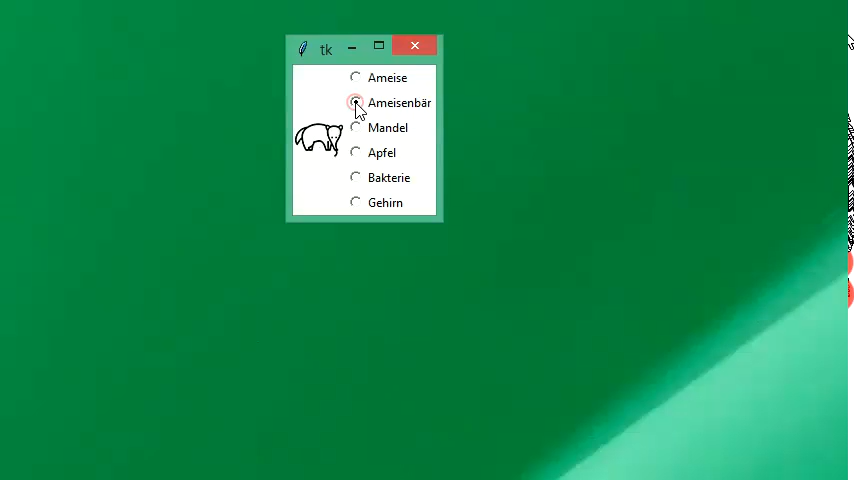 tk
Ameise
Ameisenbär
Mandel
Apfel
Bakterie
Gehirn